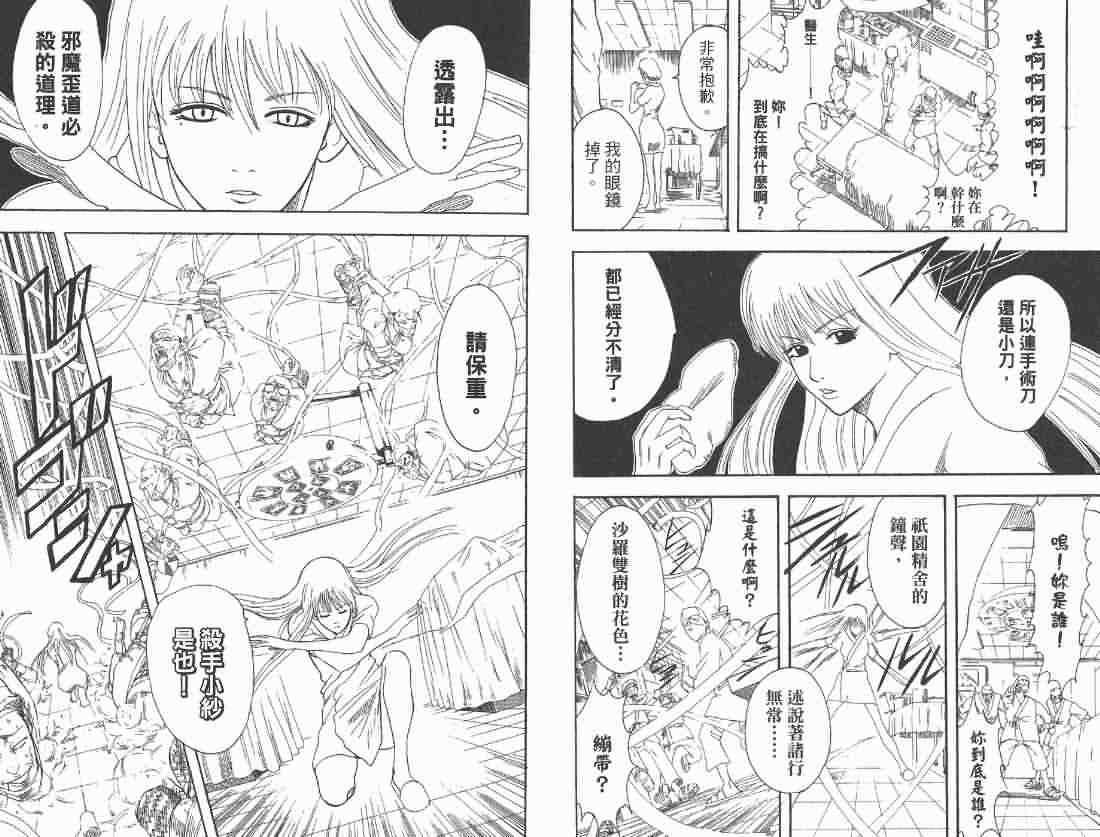 哇啊啊啊啊啊！
妳在
幹什麼
啊？
醫生！
妳！
到底在搞什麼啊？
非常抱歉。
我的眼鏡
掉了。
所以連手術刀
還是小刀，
都已經分不清了。
嗚！妳是誰！
妳到底是誰？
祇園精舍的
鐘聲，
述說著諸行
無常……
這是什麼啊？
沙羅雙樹的花色…
繃帶？
透露出…
邪魔歪道必
殺的道理。
請保重。
殺手小紗
是也！